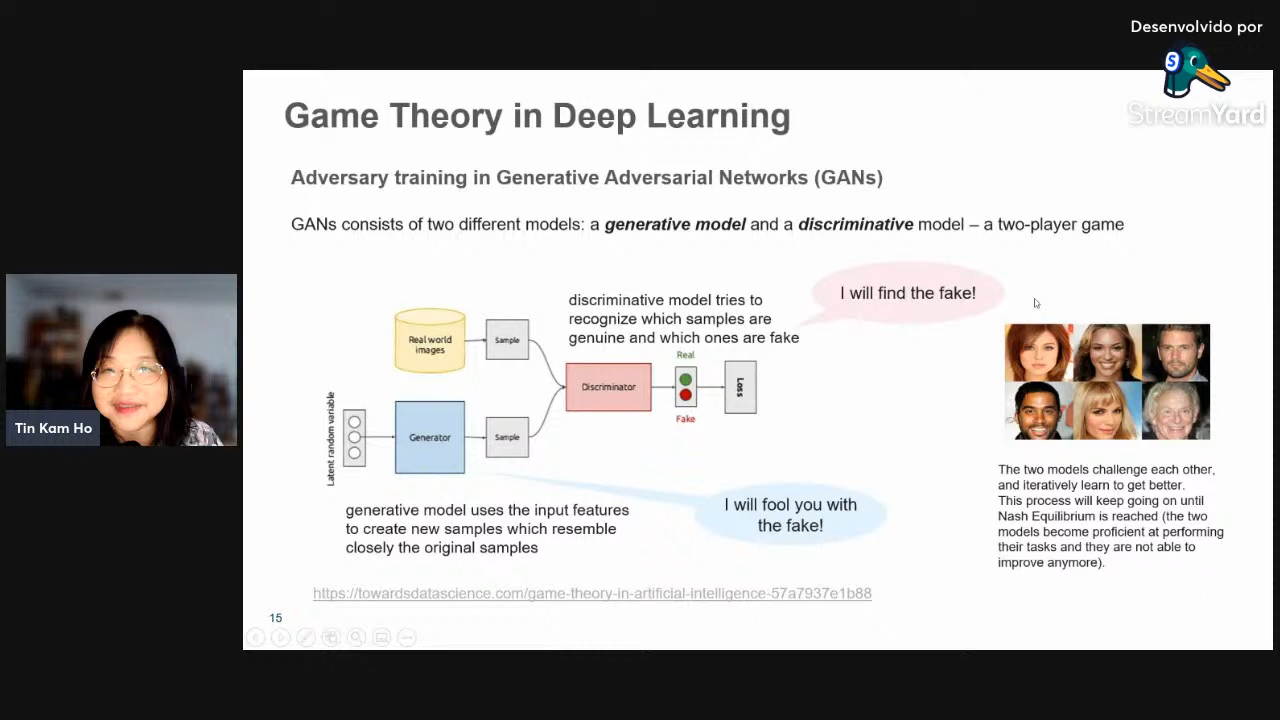 Desenvolvido por
S
StreamYard
Game Theory in Deep Learning
Adversary training in Generative Adversarial Networks (GANs)
GANs consists of two different models: a generative model and a discriminative model – a two-player game
I will find the fake!
discriminative model tries to
recognize which samples are
genuine and which ones are fake
Real world
images
Sample
Real
Discriminator
Loss
Fake
Latent random variable
Generator
Sample
Tin Kam Ho
I will fool you with
the fake!
generative model uses the input features
to create new samples which resemble
closely the original samples
The two models challenge each other,
and iteratively learn to get better.
This process will keep going on until
Nash Equilibrium is reached (the two
models become proficient at performing
their tasks and they are not able to
improve anymore).
https://towardsdatascience.com/game-theory-in-artificial-intelligence-57a7937e1b88
15